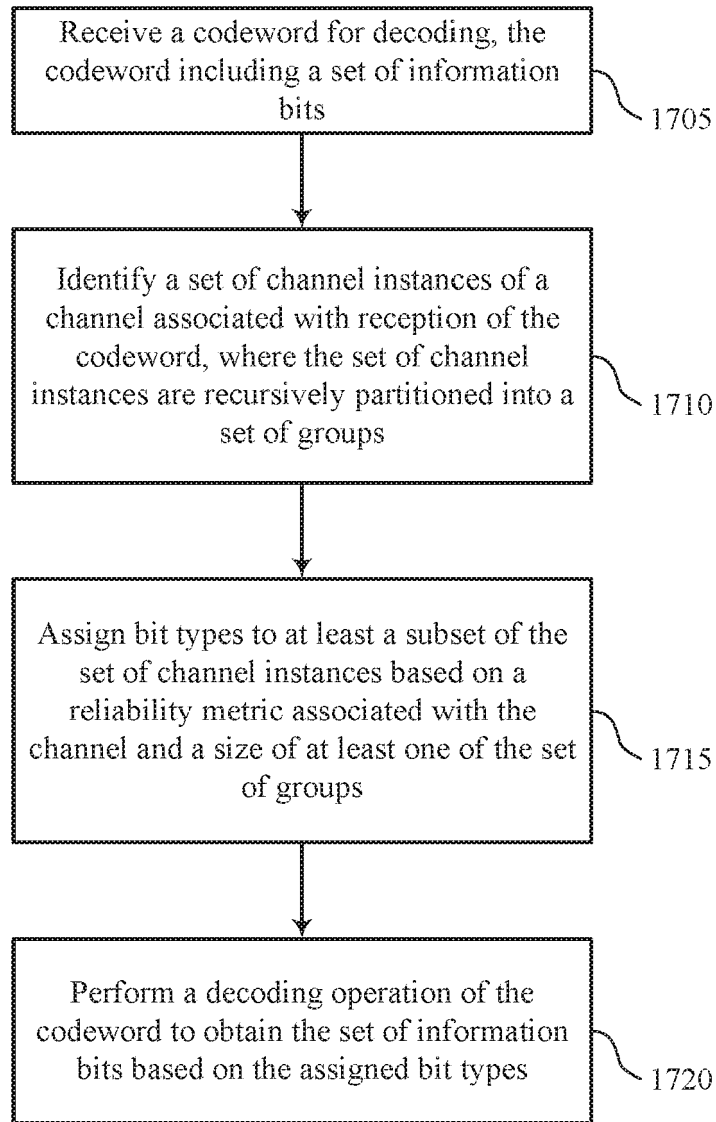 Receive a codeword for decoding, the
codeword including a set of information
bits
1705
Identify a set of channel instances of a
channel associated with reception of the
codeword, where the set of channel
instances are recursively partitioned into a
set of groups
1710
Assign bit types to at least a subset of the
set of channel instances based on a
reliability metric associated with the
channel and a size of at least one of the set
of groups
1715
Perform a decoding operation of the
codeword to obtain the set of information
bits based on the assigned bit types
1720